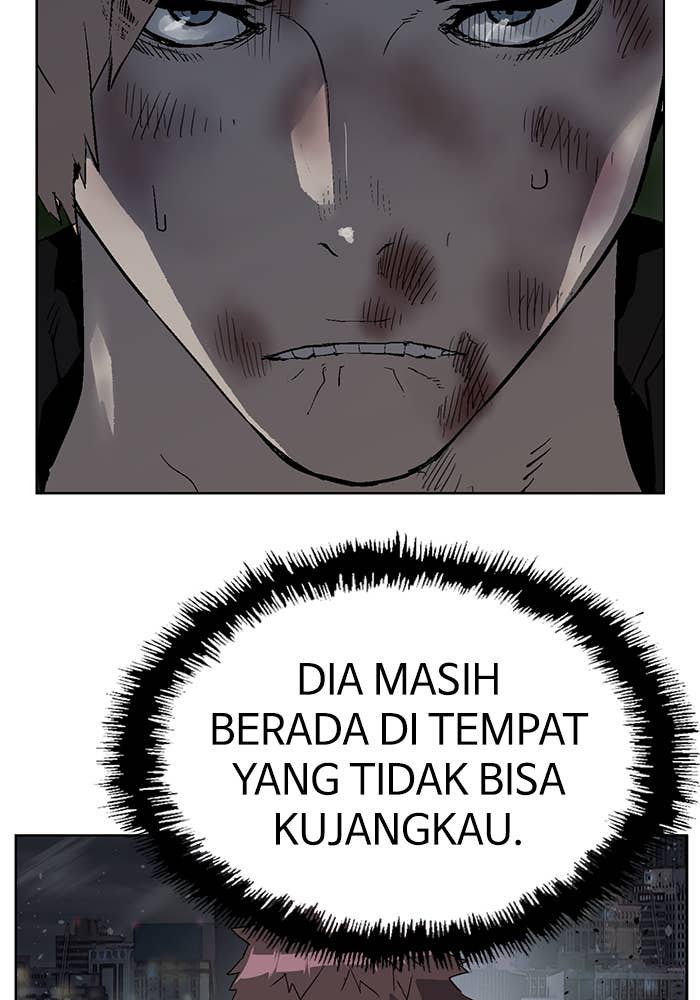 DIA MASIH
BERADA DI TEMPAT
YANG TIDAK BISA
KUJANGKAU.